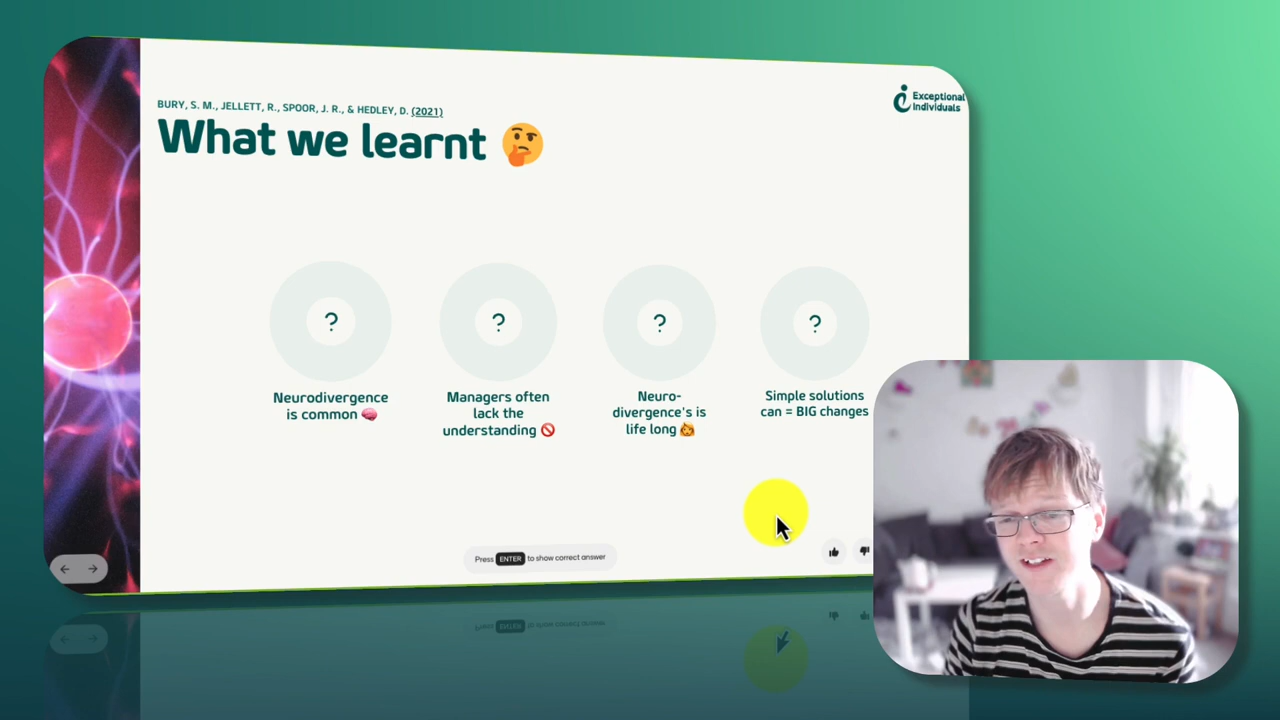 BURY, S. M., JELLETT, R., SPOOR, J. R., & HEDLEY, D. (2021)
What we learnt 🤔
Exceptional
Individuals
?
?
?
?
Neurodivergence
is common 🧠
Managers often
lack the
understanding 🚫
Neuro-
divergence's is
life long 👶
Simple solutions
can = BIG changes
Press ENTER to show correct answer